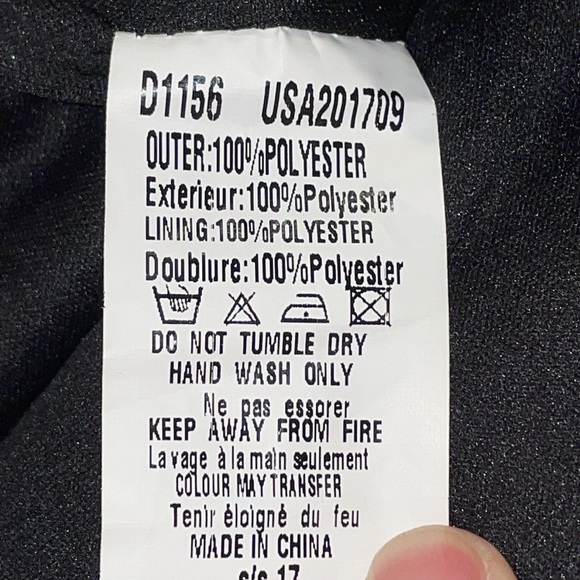 D1156 USA201709
OUTER:100%POLYESTER
Exterieur:100%Polyester
LINING:100%POLYESTER
Doublure:100%Polyester
DO NOT TUMBLE DRY
HAND WASH ONLY
Ne pas essorer
KEEP AWAY FROM FIRE
Lavage à la main seulement
COLOUR MAY TRANSFER
Tenir éloigné du feu
MADE IN CHINA
s/s 17